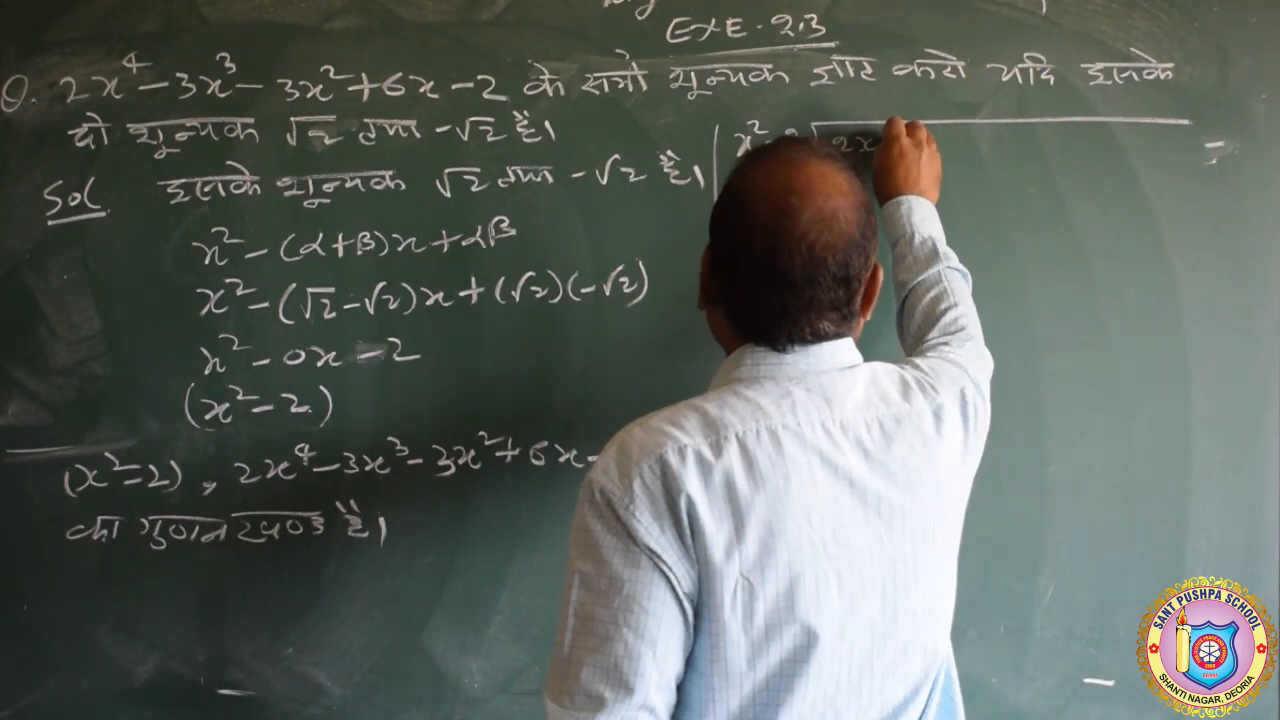 EXE-2.3
Q. 2x⁴-3x³-3x²+6x-2 के सभी शून्यक ज्ञात करो यदि इसके
दो शून्यक √2 तथा -√2 हैं।
Sol इसके शून्यक √2 तथा -√2 हैं।
x²-(α+β)x+αβ
x²-(√2-√2)x+(√2)(-√2)
x²-0x-2
(x²-2)
(x²-2), 2x⁴-3x³-3x²+6x-
का गुणनखण्ड हैं।
x² 2x
SANT PUSHPA SCHOOL
SHANTI NAGAR, DEORIA